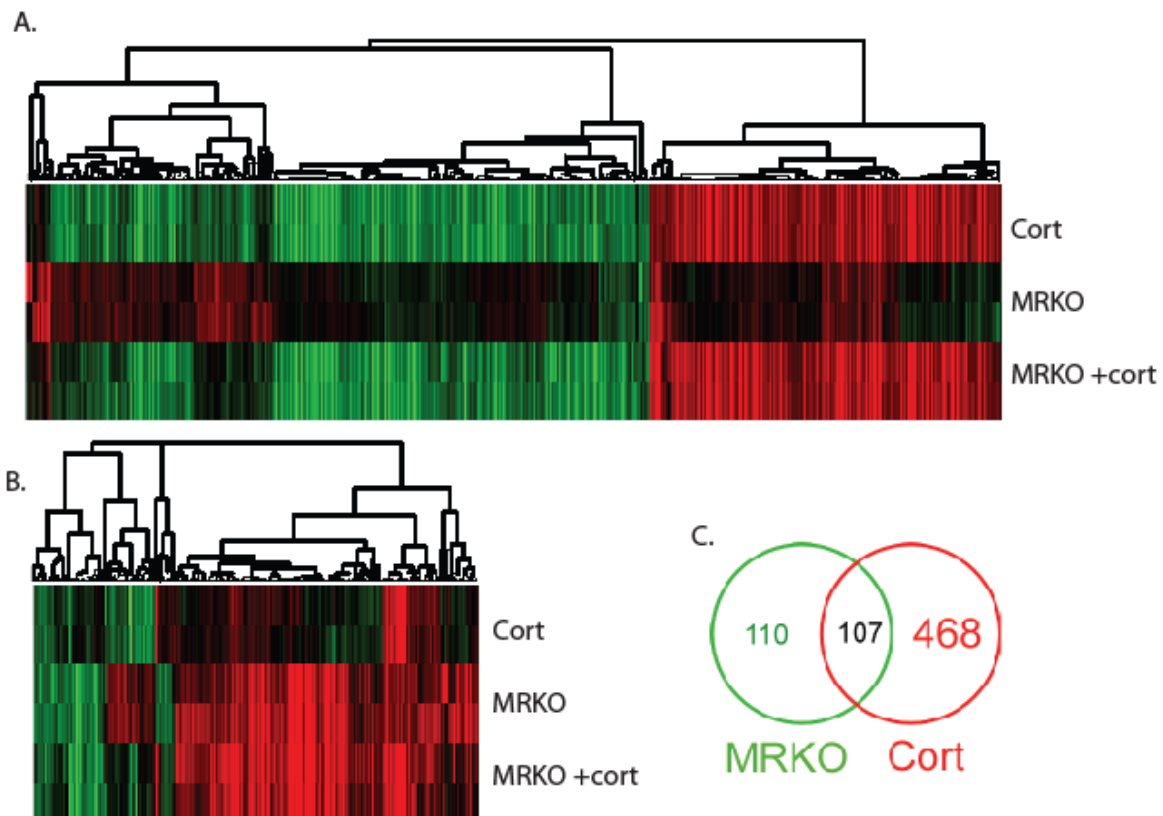 A.
Cort
MRKO
MRKO +cort
B.
Cort
MRKO
MRKO +cort
C.
110 107 468
MRKO Cort